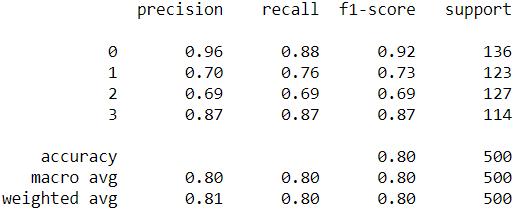 precision recall f1-score support
0 0.96 0.88 0.92 136
1 0.70 0.76 0.73 123
2 0.69 0.69 0.69 127
3 0.87 0.87 0.87 114
accuracy 0.80 500
macro avg 0.80 0.80 0.80 500
weighted avg 0.81 0.80 0.80 500